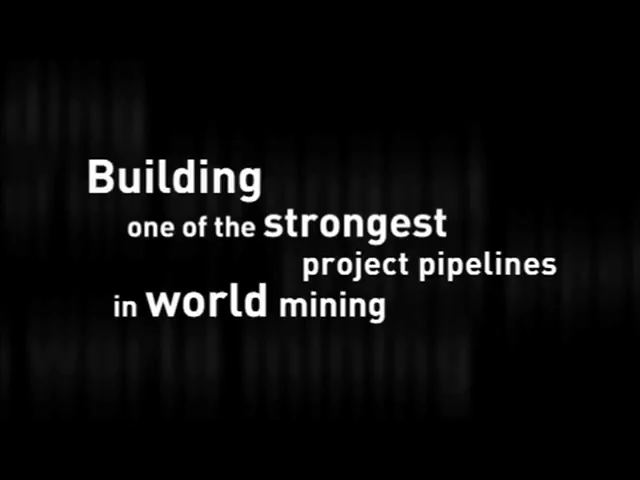 Building
one of the strongest
project pipelines
in world mining